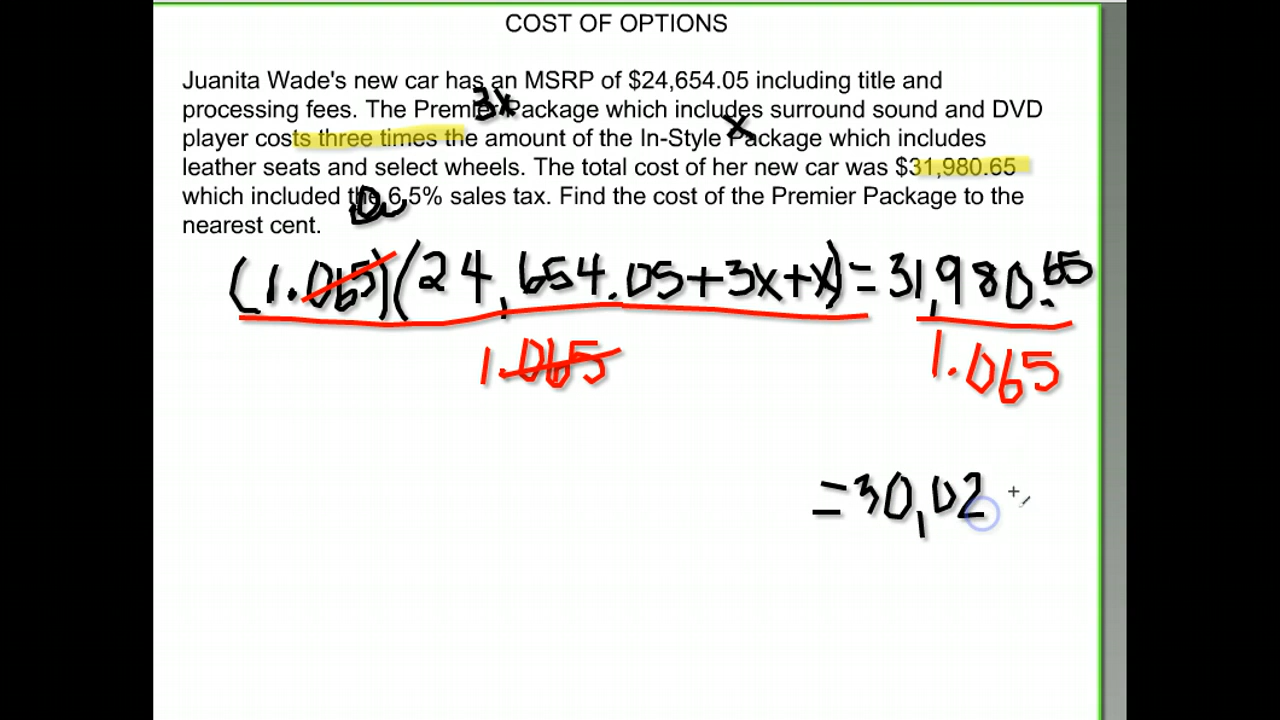 COST OF OPTIONS
Juanita Wade's new car has an MSRP of $24,654.05 including title and
processing fees. The Premier Package which includes surround sound and DVD
3x
player costs three times the amount of the In-Style Package which includes
x
leather seats and select wheels. The total cost of her new car was $31,980.65
which included the 6.5% sales tax. Find the cost of the Premier Package to the
nearest cent.
(1.065)(24,654.05+3x+x)=31,980.65
1.065 1.065
=30,02